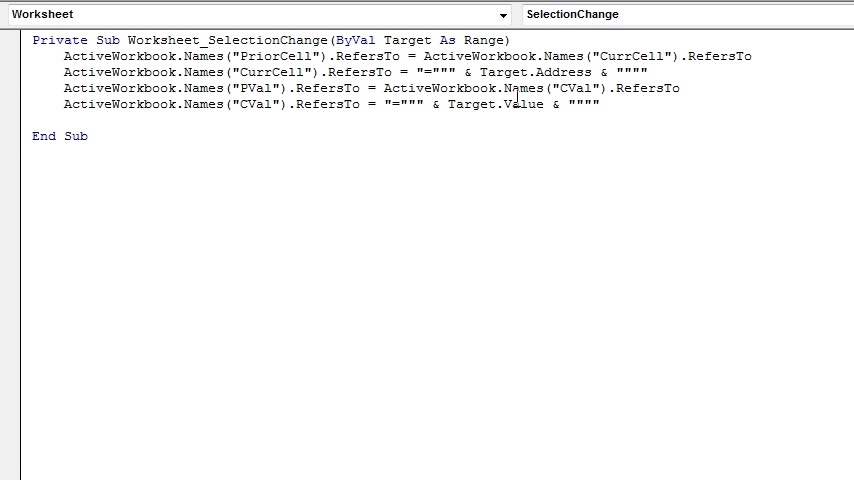 Worksheet SelectionChange
Private Sub Worksheet_SelectionChange(ByVal Target As Range)
ActiveWorkbook.Names("PriorCell").RefersTo = ActiveWorkbook.Names("CurrCell").RefersTo
ActiveWorkbook.Names("CurrCell").RefersTo = "=""" & Target.Address & """"
ActiveWorkbook.Names("PVal").RefersTo = ActiveWorkbook.Names("CVal").RefersTo
ActiveWorkbook.Names("CVal").RefersTo = "=""" & Target.Value & """"
End Sub